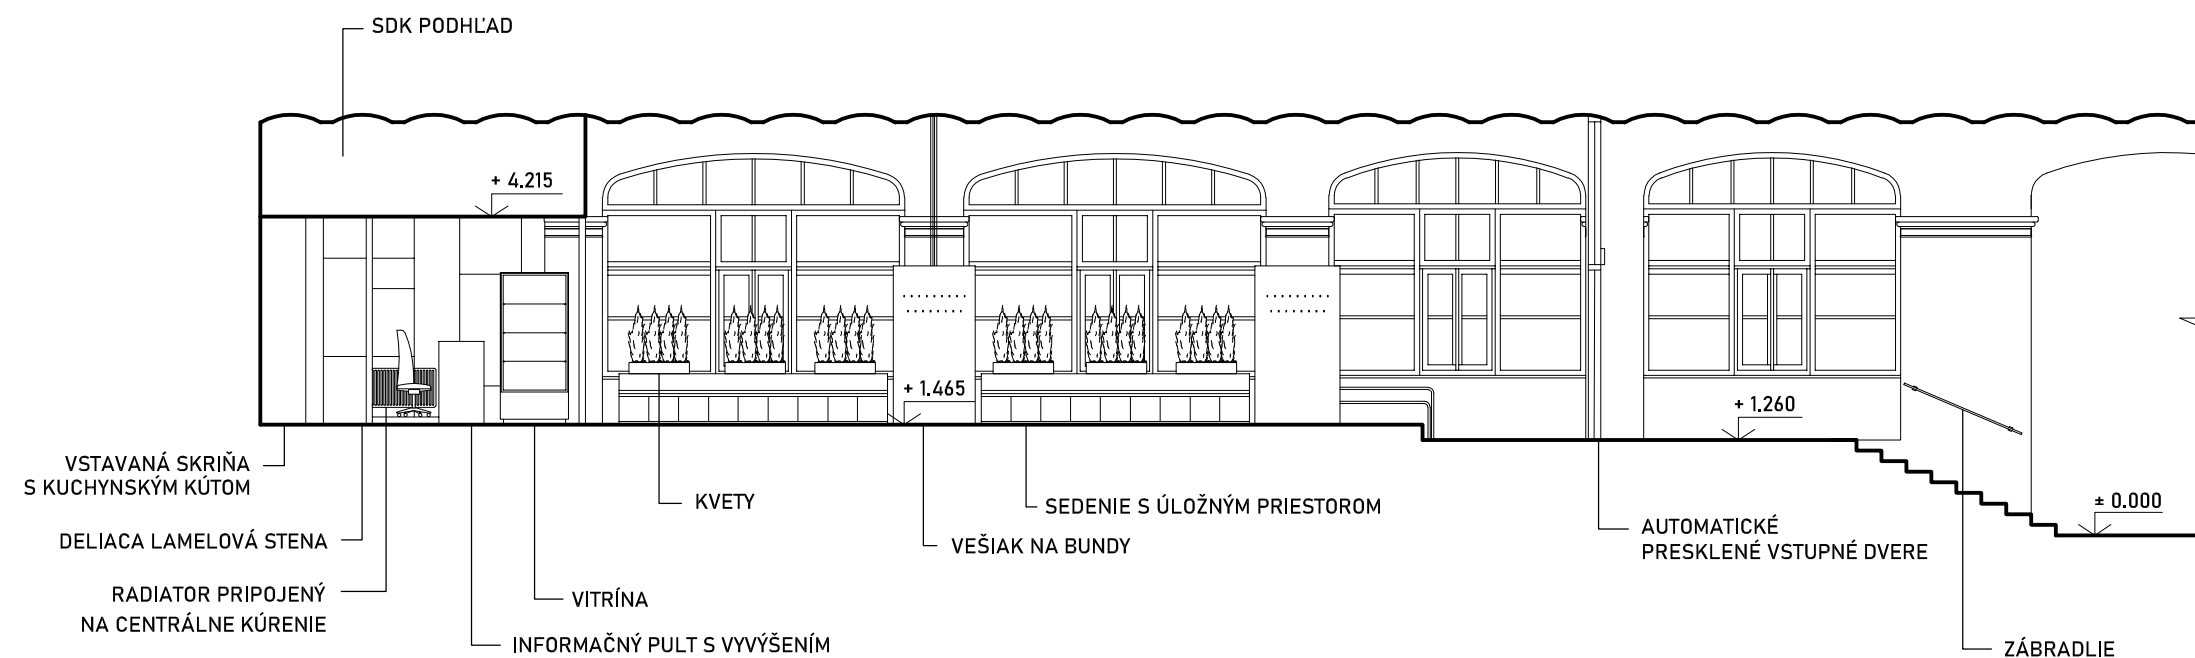 SDK PODHĽAD
+ 4.215
+ 1.465
+ 1.260
± 0.000
VSTAVANÁ SKRIŇA
S KUCHYNSKÝM KÚTOM
DELIACA LAMELOVÁ STENA
RADIATOR PRIPOJENÝ
NA CENTRÁLNE KÚRENIE
INFORMAČNÝ PULT S VYVÝŠENÍM
VITRÍNA
KVETY
VEŠIAK NA BUNDY
SEDENIE S ÚLOŽNÝM PRIESTOROM
AUTOMATICKÉ
PRESKLENÉ VSTUPNÉ DVERE
ZÁBRADLIE